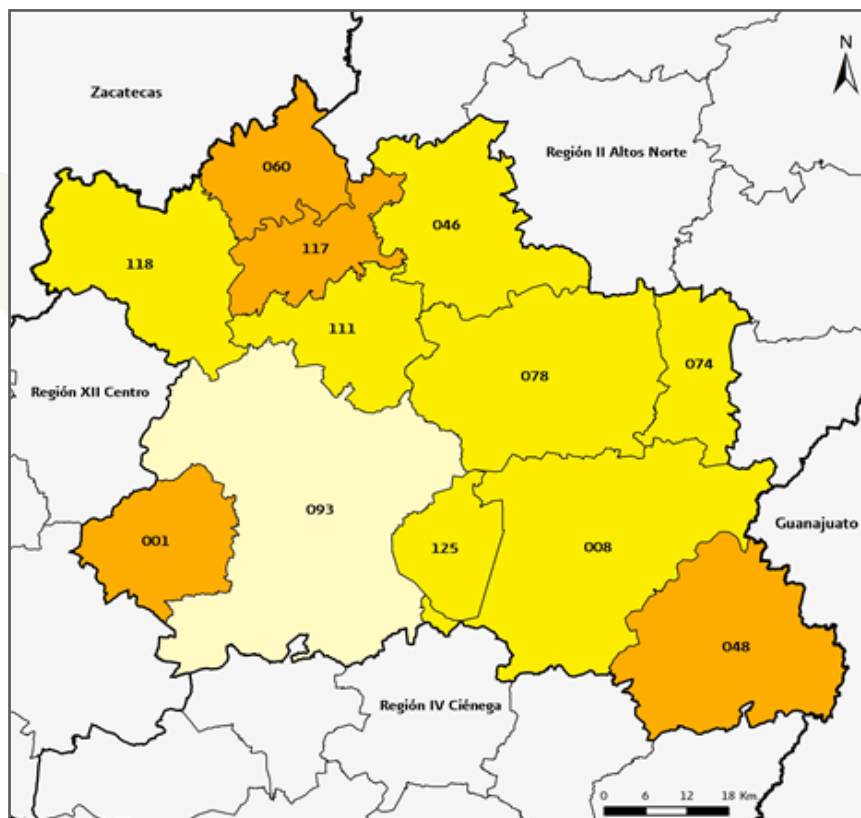 N
Zacatecas
Región II Altos Norte
060
046
117
118
111
074
078
Región XII Centro
093
Guanajuato
001
125
008
048
Región IV Ciénega
0 6 12 18 Km.